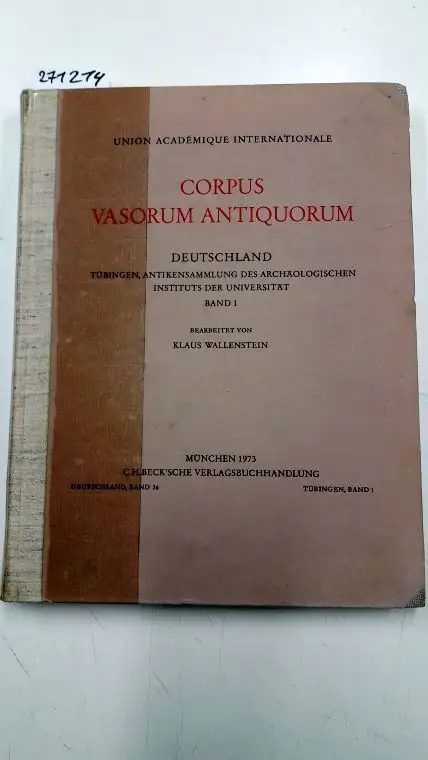 271214
UNION ACADÉMIQUE INTERNATIONALE
CORPUS
VASORUM ANTIQUORUM
DEUTSCHLAND
TÜBINGEN, ANTIKENSAMMLUNG DES ARCHÄOLOGISCHEN
INSTITUTS DER UNIVERSITÄT
BAND 1
BEARBEITET VON
KLAUS WALLENSTEIN
MÜNCHEN 1973
C.H.BECK'SCHE VERLAGSBUCHHANDLUNG
DEUTSCHLAND, BAND 36
TÜBINGEN, BAND 1